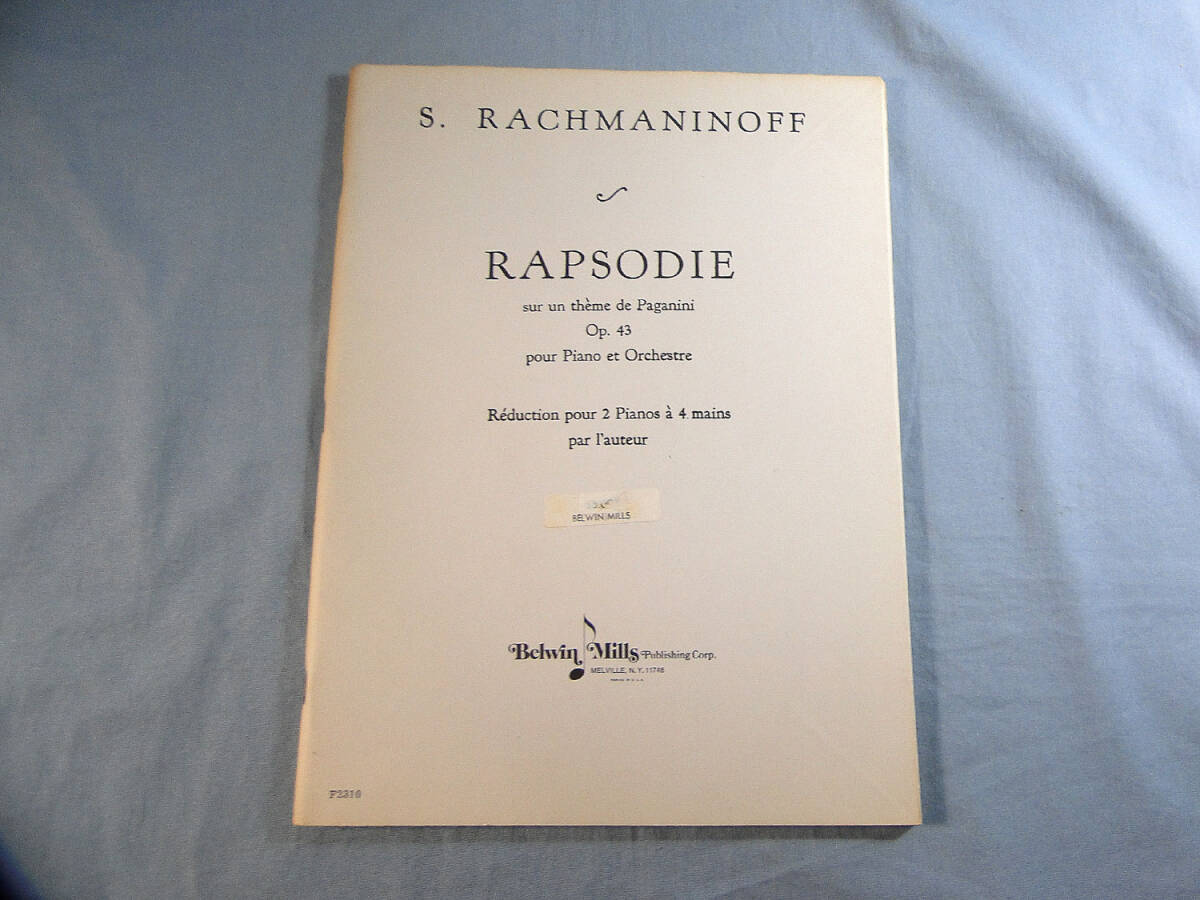 S. RACHMANINOFF
RAPSODIE
sur un thème de Paganini
Op. 43
pour Piano et Orchestre
Réduction pour 2 Pianos à 4 mains
par l'auteur
BELWIN MILLS
Belwin Mills Publishing Corp.
MELVILLE, N. Y. 11746
F2310